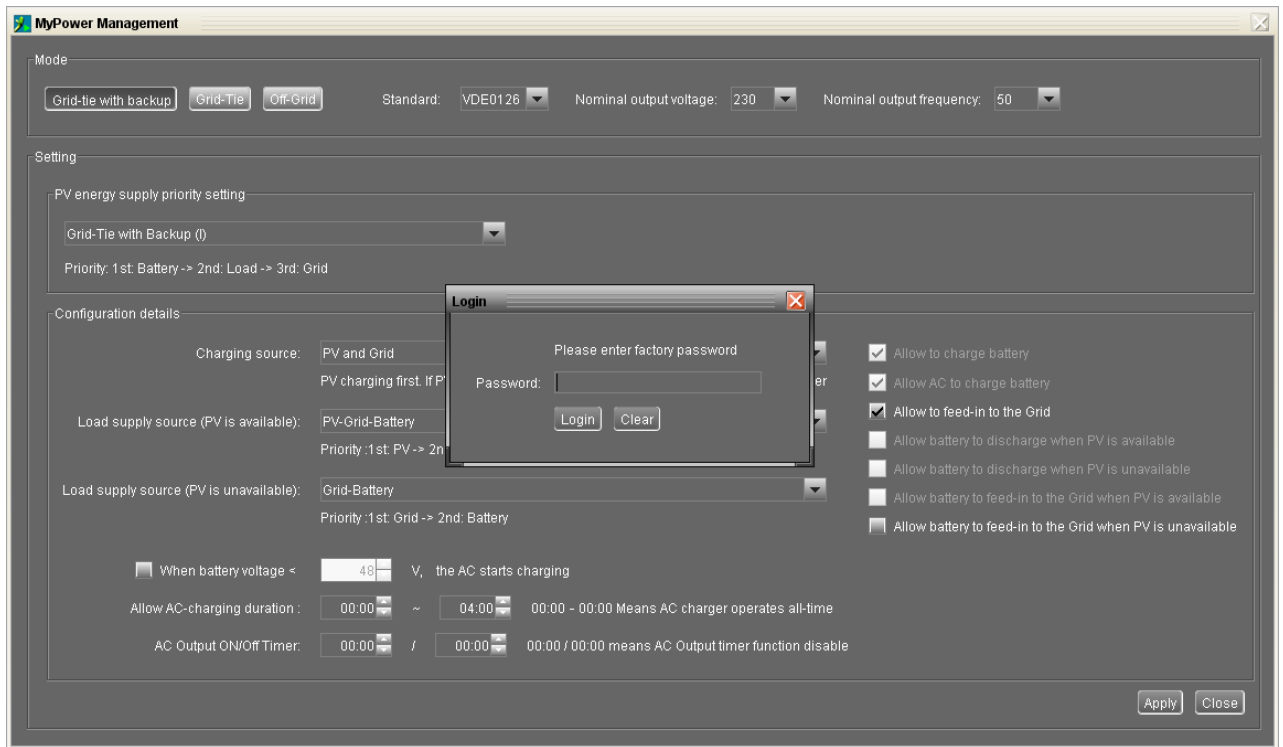 MyPower Management
Mode
Grid-tie with backup Grid-Tie Off-Grid Standard: VDE0126 Nominal output voltage: 230 Nominal output frequency: 50
Setting
PV energy supply priority setting
Grid-Tie with Backup (I)
Priority: 1st: Battery -> 2nd: Load -> 3rd: Grid
Login
Please enter factory password
Password:
Login Clear
Configuration details
Charging source: PV and Grid
PV charging first. If P
er
Load supply source (PV is available): PV-Grid-Battery
Priority :1st: PV -> 2n
Load supply source (PV is unavailable): Grid-Battery
Priority :1st: Grid -> 2nd: Battery
Allow to charge battery
Allow AC to charge battery
Allow to feed-in to the Grid
Allow battery to discharge when PV is available
Allow battery to discharge when PV is unavailable
Allow battery to feed-in to the Grid when PV is available
Allow battery to feed-in to the Grid when PV is unavailable
When battery voltage < 48 V, the AC starts charging
Allow AC-charging duration : 00:00 ~ 04:00 00:00 - 00:00 Means AC charger operates all-time
AC Output ON/Off Timer: 00:00 / 00:00 00:00 / 00:00 means AC Output timer function disable
Apply Close